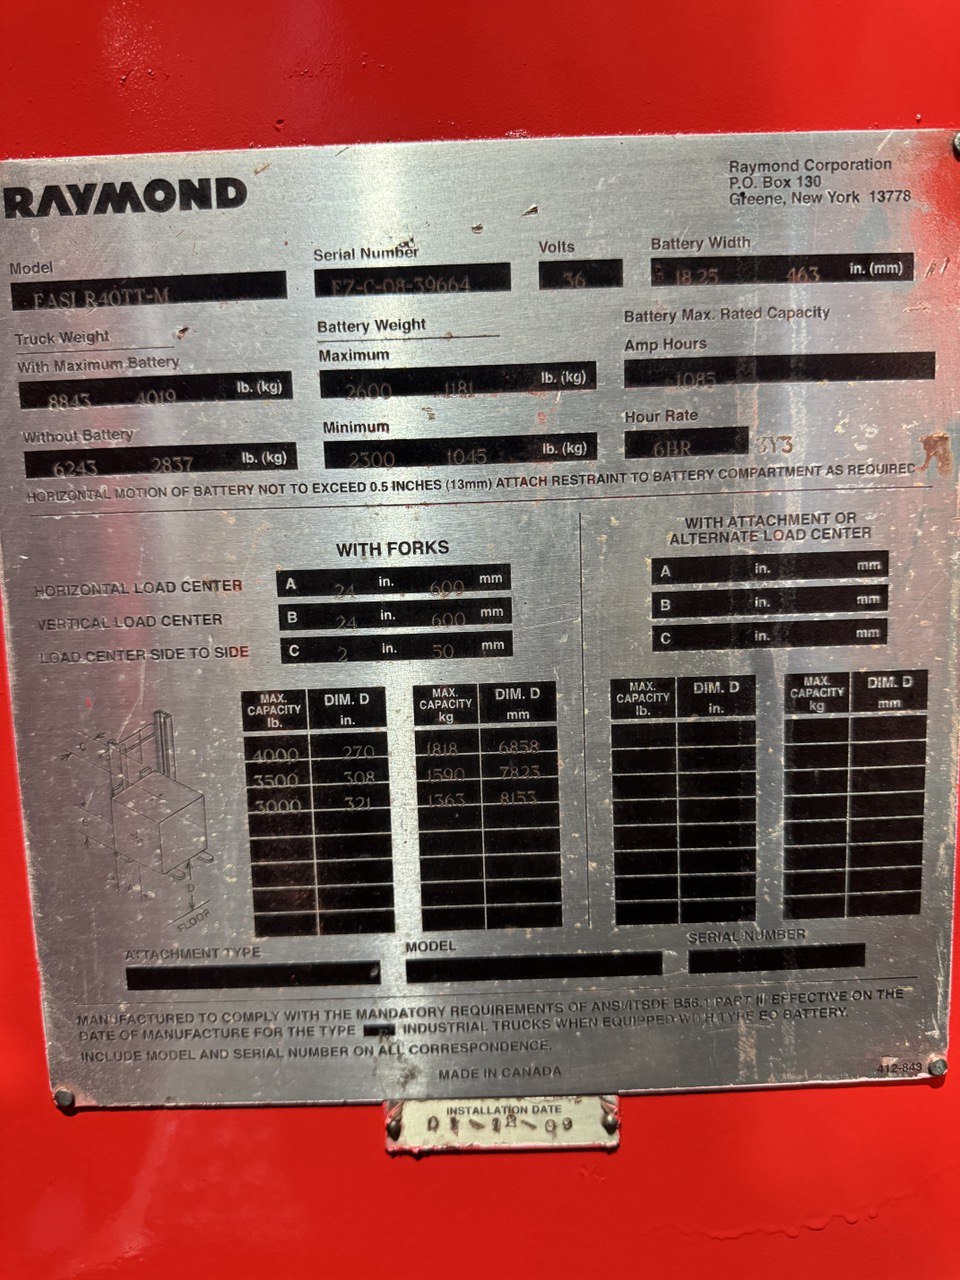 RAYMOND
Raymond Corporation
P.O. Box 130
Greene, New York 13778
Model
EASI R40TT-M
Serial Number
EZ-C-08-39664
Volts
36
Battery Width
18.25 463 in. (mm)
Truck Weight
With Maximum Battery
8843 4019 lb. (kg)
Without Battery
6243 2837 lb. (kg)
Battery Weight
Maximum
2600 1181 lb. (kg)
Minimum
2300 1045 lb. (kg)
Battery Max. Rated Capacity
Amp Hours
1085
Hour Rate
6HR
HORIZONTAL MOTION OF BATTERY NOT TO EXCEED 0.5 INCHES (13mm) ATTACH RESTRAINT TO BATTERY COMPARTMENT AS REQUIRED
WITH FORKS
HORIZONTAL LOAD CENTER A 24 in. 600 mm
VERTICAL LOAD CENTER B 24 in. 600 mm
LOAD CENTER SIDE TO SIDE C 2 in. 50 mm
WITH ATTACHMENT OR
ALTERNATE LOAD CENTER
A in. mm
B in. mm
C in. mm
MAX. CAPACITY lb. DIM. D in. MAX. CAPACITY kg DIM. D mm
4000 270 1818 6858
3500 308 1590 7823
3000 321 1363 8153
MAX. CAPACITY lb. DIM. D in. MAX. CAPACITY kg DIM. D mm
D
FLOOR
ATTACHMENT TYPE
MODEL
SERIAL NUMBER
MANUFACTURED TO COMPLY WITH THE MANDATORY REQUIREMENTS OF ANSI/ITSDF B56.1 PART III EFFECTIVE ON THE
DATE OF MANUFACTURE FOR THE TYPE INDUSTRIAL TRUCKS WHEN EQUIPPED WITH TYPE EO BATTERY.
INCLUDE MODEL AND SERIAL NUMBER ON ALL CORRESPONDENCE.
MADE IN CANADA
412-843
INSTALLATION DATE